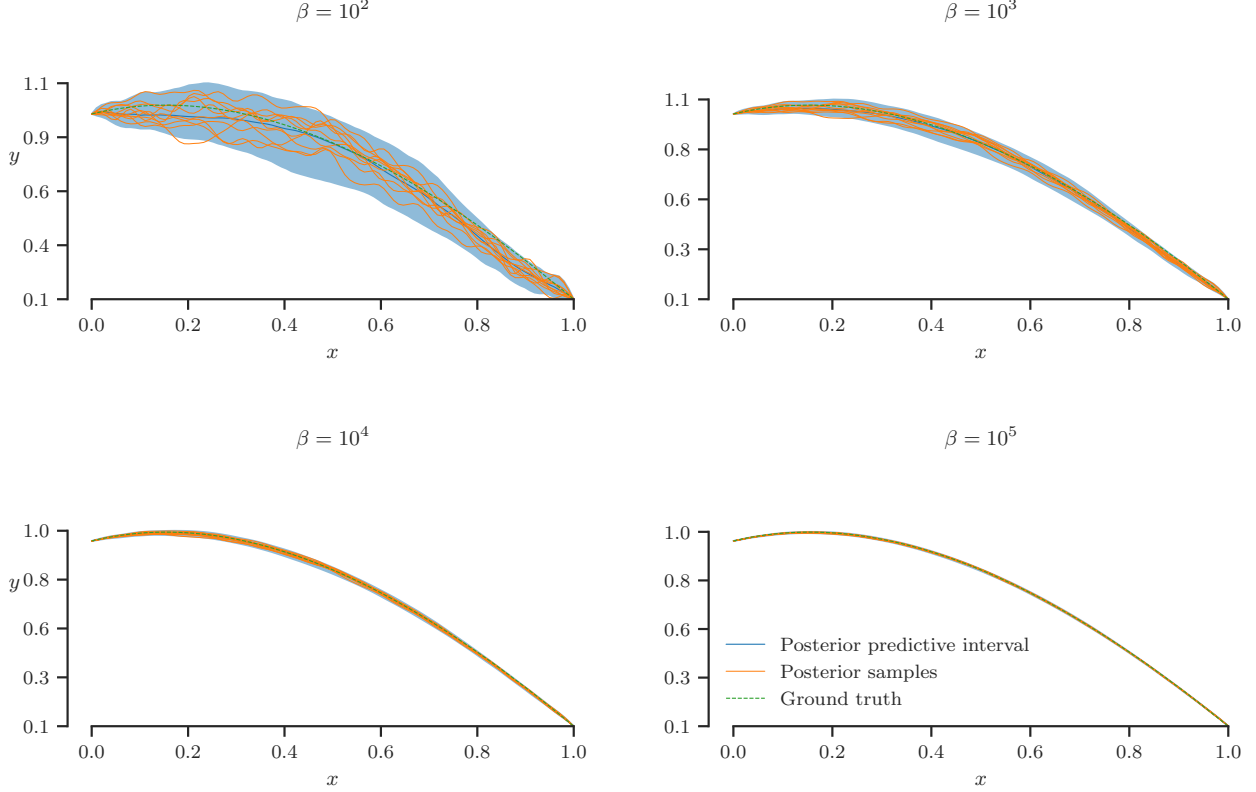 β = 10²
β = 10³
1.1
0.9
0.6
0.4
0.1
y
0.0 0.2 0.4 0.6 0.8 1.0
x
1.1
0.8
0.6
0.3
0.1
0.0 0.2 0.4 0.6 0.8 1.0
x
β = 10⁴
β = 10⁵
1.0
0.8
0.6
0.3
0.1
y
0.0 0.2 0.4 0.6 0.8 1.0
x
1.0
0.8
0.6
0.3
0.1
Posterior predictive interval
Posterior samples
Ground truth
0.0 0.2 0.4 0.6 0.8 1.0
x